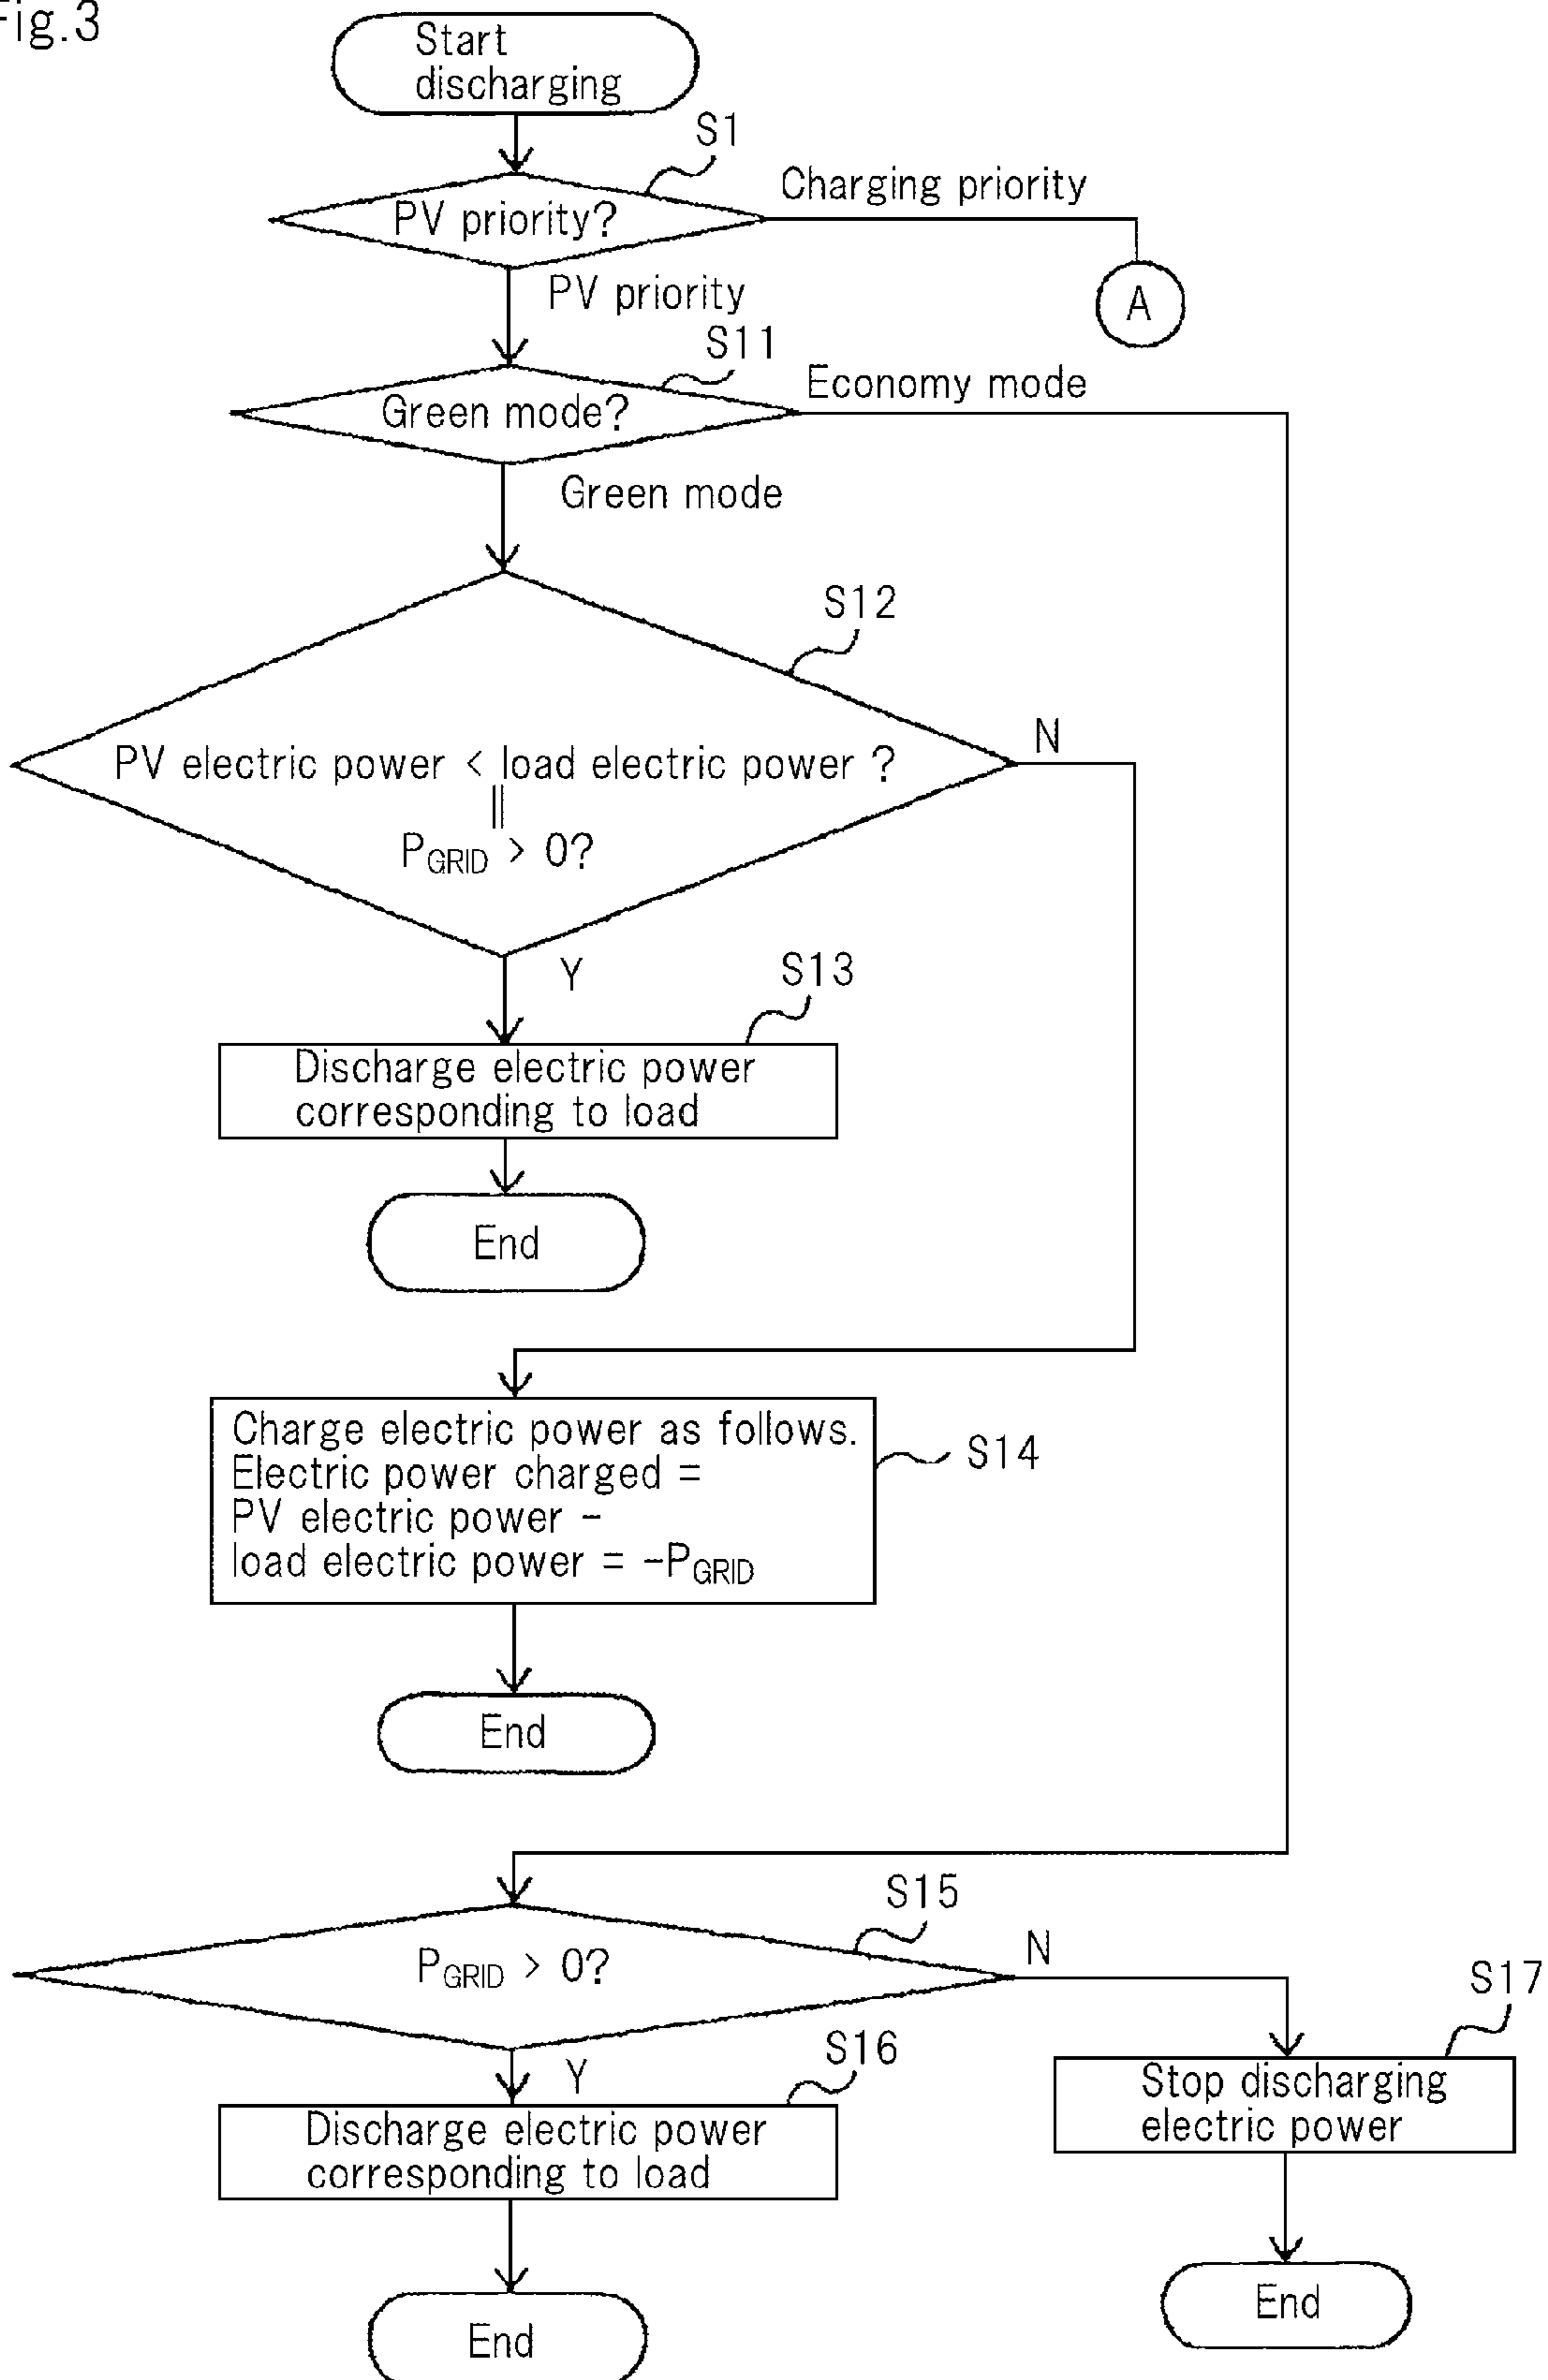 Fig.3
Start
discharging
S1
PV priority?
Charging priority
A
PV priority
S11
Green mode?
Economy mode
Green mode
S12
PV electric power < load electric power ?
||
P_GRID > 0?
N
Y
S13
Discharge electric power
corresponding to load
End
Charge electric power as follows.
Electric power charged =
PV electric power -
load electric power = -P_GRID
S14
End
S15
P_GRID > 0?
N
S17
Y
S16
Stop discharging
electric power
Discharge electric power
corresponding to load
End
End